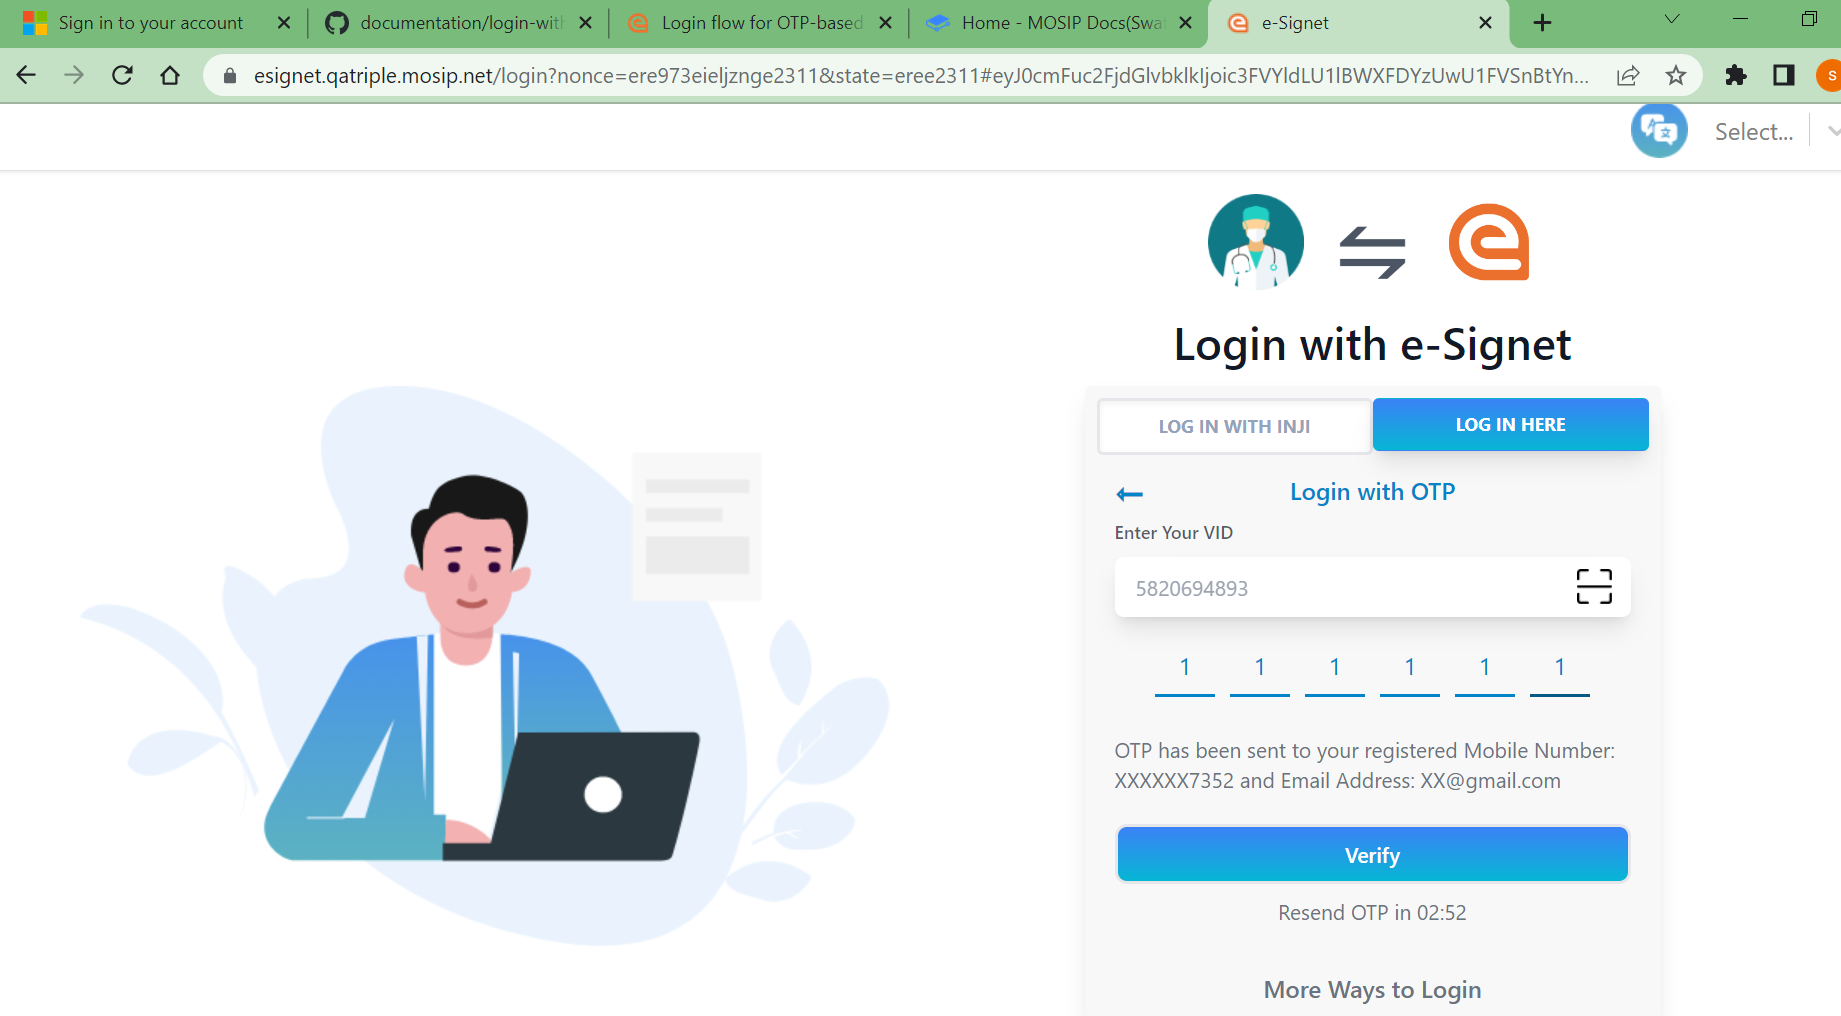 Sign in to your account
documentation/login-with
Login flow for OTP-based
Home - MOSIP Docs(Swa
e-Signet
esignet.qatriple.mosip.net/login?nonce=ere973eieljznge2311&state=eree2311#eyJ0cmFuc2FjdGlvbklkIjoic3FVYldLU1lBWXFDYzUwU1FVSnBtYn...
S
Select...
Login with e-Signet
LOG IN WITH INJI
LOG IN HERE
Login with OTP
Enter Your VID
5820694893
1 1 1 1 1 1
OTP has been sent to your registered Mobile Number:
XXXXXX7352 and Email Address: XX@gmail.com
Verify
Resend OTP in 02:52
More Ways to Login